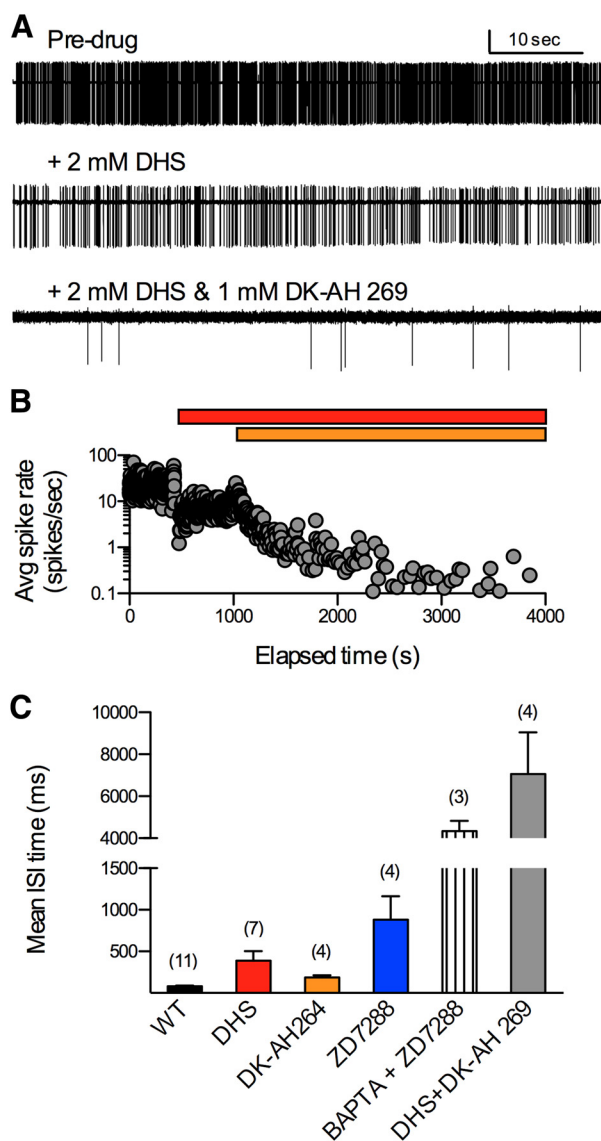 A
Pre-drug
10 sec
+ 2 mM DHS
+ 2 mM DHS & 1 mM DK-AH 269
B
Avg spike rate
(spikes/sec)
100
10
1
0.1
0
1000
2000
3000
4000
Elapsed time (s)
C
Mean ISI time (ms)
10000
8000
6000
4000
1500
1000
500
(11)
(7)
(4)
(4)
(3)
(4)
WT
DHS
DK-AH264
ZD7288
BAPTA + ZD7288
DHS+DK-AH 269